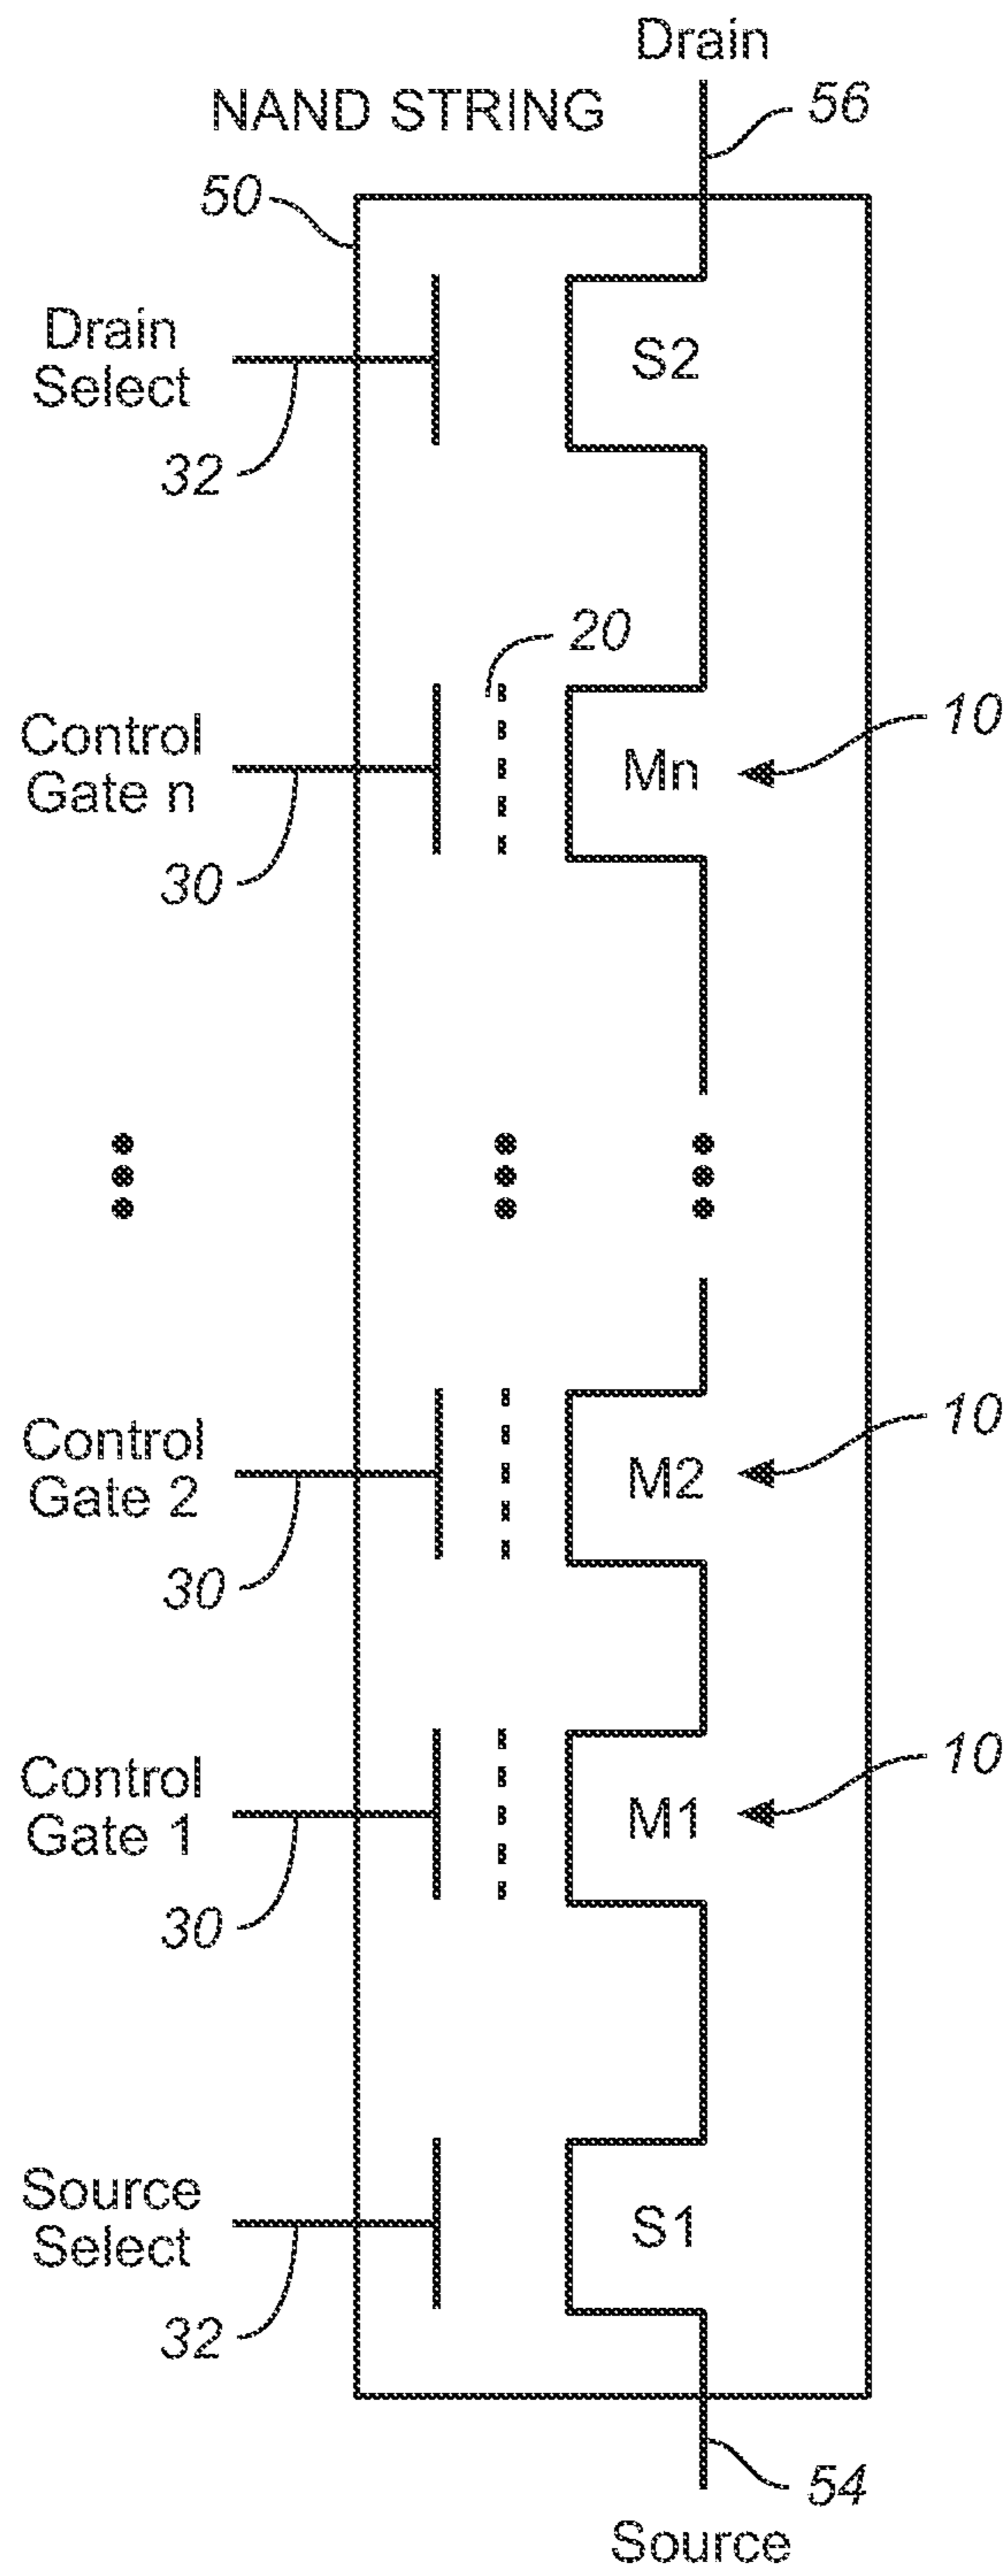 Drain
56
NAND STRING
50
Drain
Select
S2
32
20
Control
Gate n
Mn
10
30
Control
Gate 2
M2
10
30
Control
Gate 1
M1
10
30
Source
Select
S1
32
54
Source